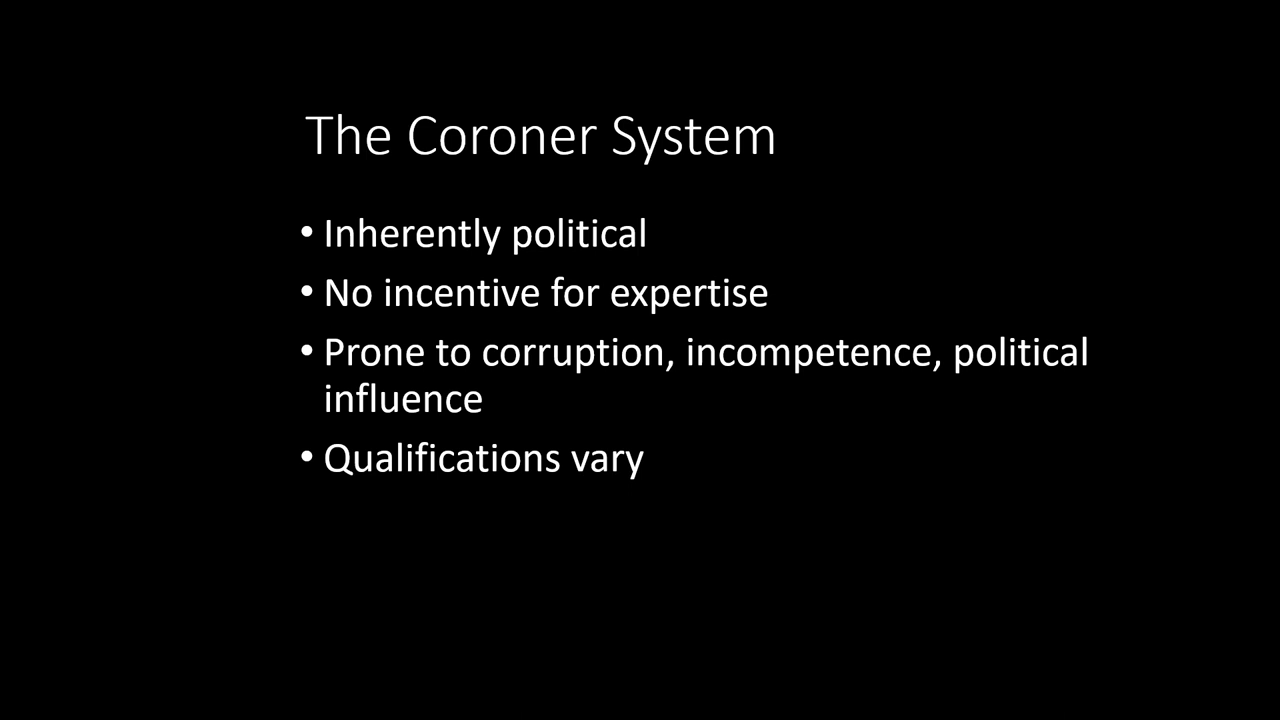 The Coroner System
• Inherently political
• No incentive for expertise
• Prone to corruption, incompetence, political
influence
• Qualifications vary